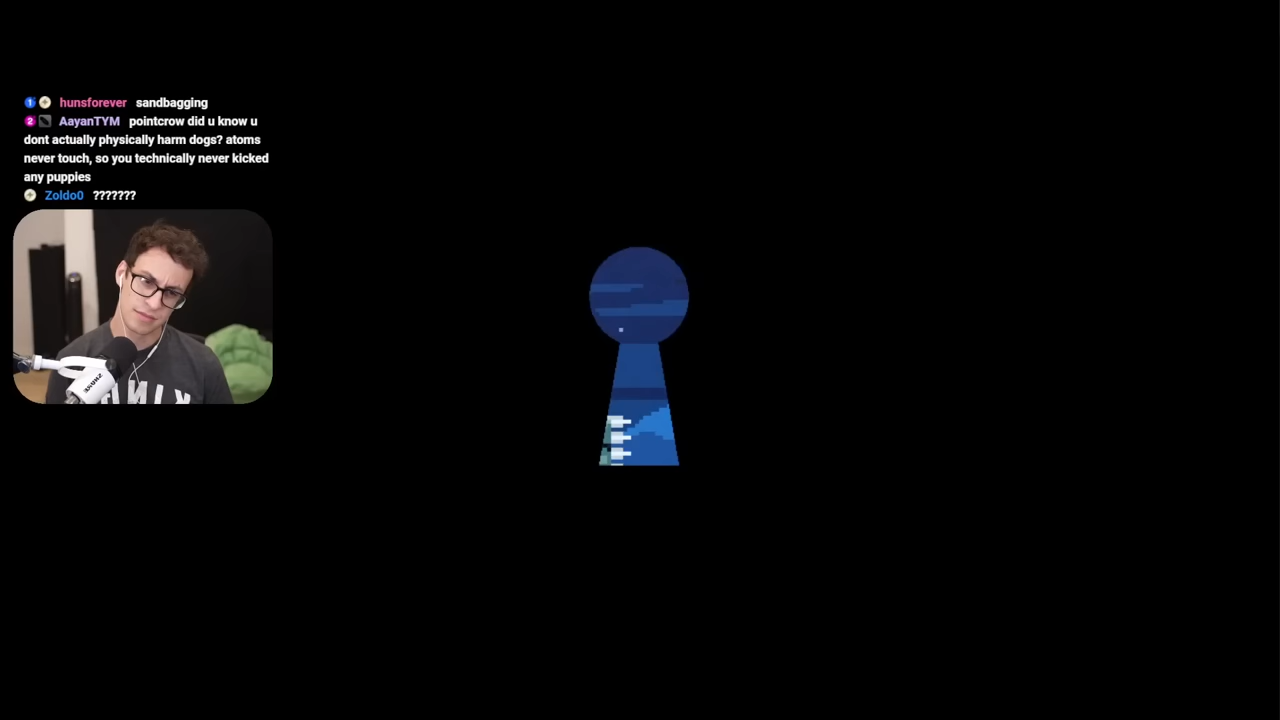 hunsforever sandbagging
AayanTYM pointcrow did u know u
dont actually physically harm dogs? atoms
never touch, so you technically never kicked
any puppies
Zoldo0 ???????